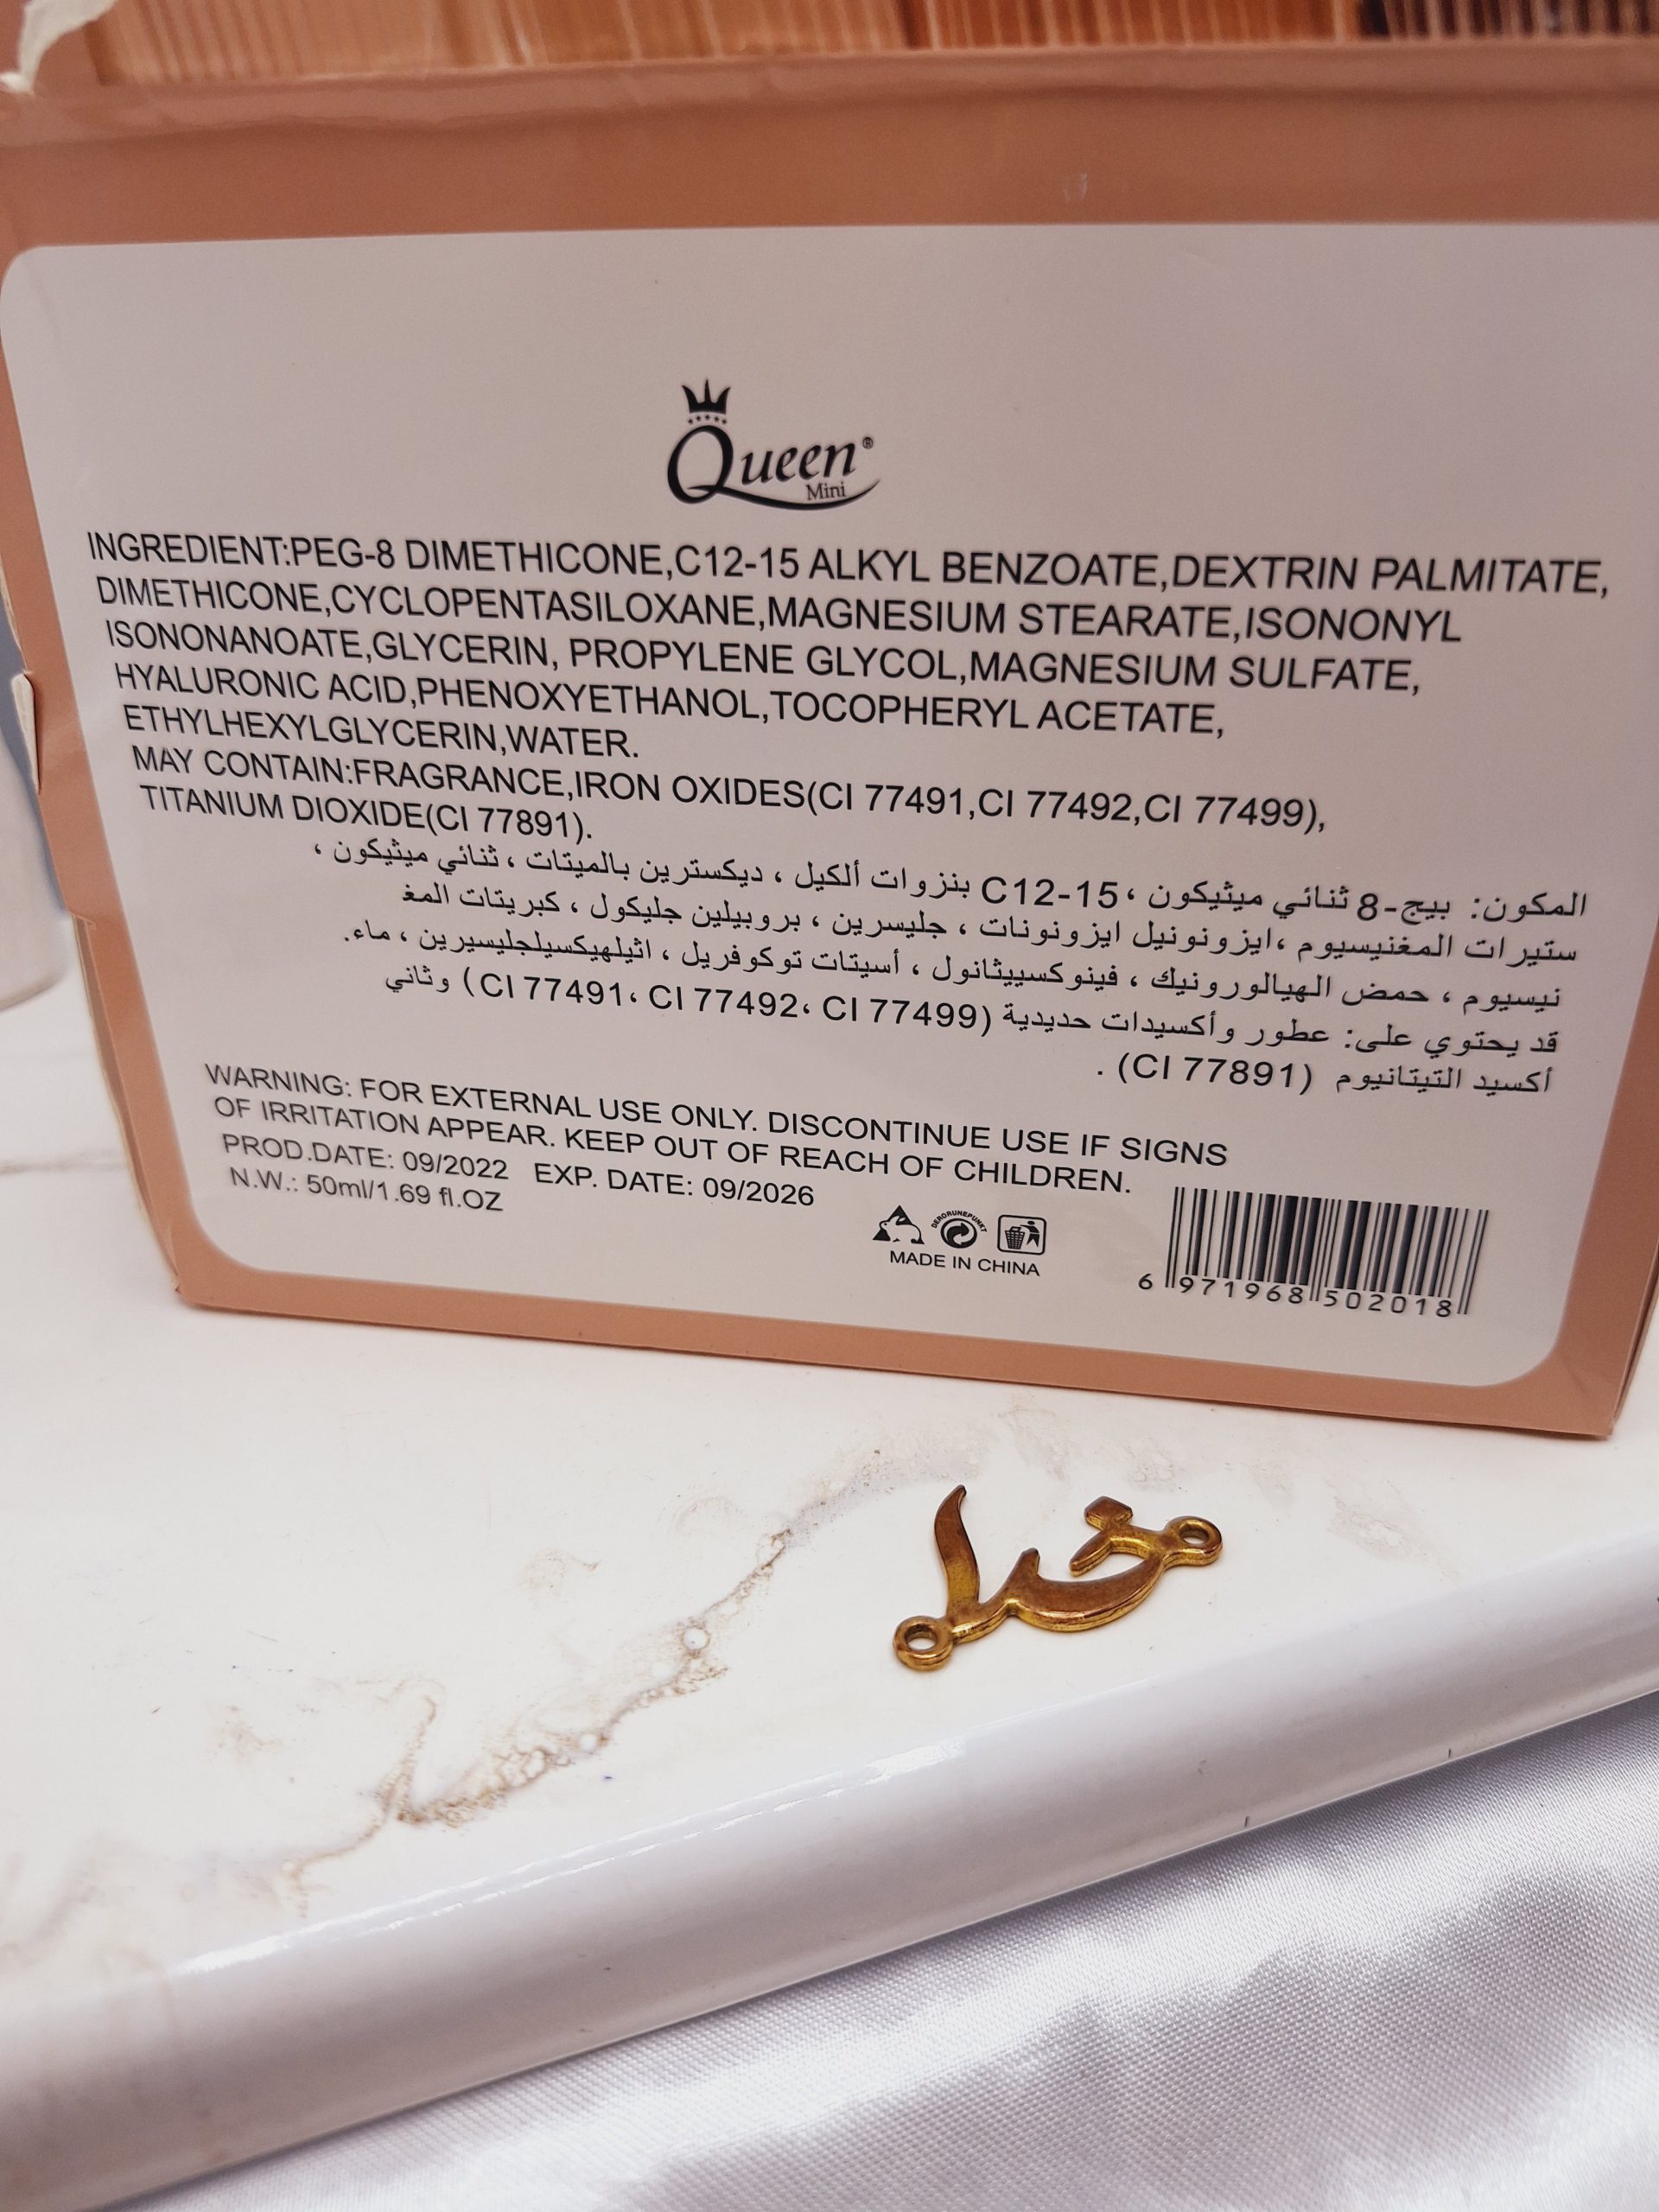 Queen®
Mini
INGREDIENT:PEG-8 DIMETHICONE,C12-15 ALKYL BENZOATE,DEXTRIN PALMITATE,
DIMETHICONE,CYCLOPENTASILOXANE,MAGNESIUM STEARATE,ISONONYL
ISONONANOATE,GLYCERIN, PROPYLENE GLYCOL,MAGNESIUM SULFATE,
HYALURONIC ACID,PHENOXYETHANOL,TOCOPHERYL ACETATE,
ETHYLHEXYLGLYCERIN,WATER.
MAY CONTAIN:FRAGRANCE,IRON OXIDES(CI 77491,CI 77492,CI 77499),
TITANIUM DIOXIDE(CI 77891).
المكون: بيج-8 ثنائي ميثيكون ،C12-15 بنزوات ألكيل ، ديكسترين بالميتات ، ثنائي ميثيكون ،
ستيرات المغنيسيوم ،ايزونونيل ايزونونات ، جليسرين ، بروبيلين جليكول ، كبريتات المغ
نيسيوم ، حمض الهيالورونيك ، فينوكسييثانول ، أسيتات توكوفريل ، اثيلهيكسيلجليسيرين ، ماء.
قد يحتوي على: عطور وأكسيدات حديدية (CI 77491، CI 77492، CI 77499) وثاني
أكسيد التيتانيوم (CI 77891) .
WARNING: FOR EXTERNAL USE ONLY. DISCONTINUE USE IF SIGNS
OF IRRITATION APPEAR. KEEP OUT OF REACH OF CHILDREN.
PROD.DATE: 09/2022 EXP. DATE: 09/2026
N.W.: 50ml/1.69 fl.OZ
DERGRUNEPUNKT
MADE IN CHINA
6 971968 502018